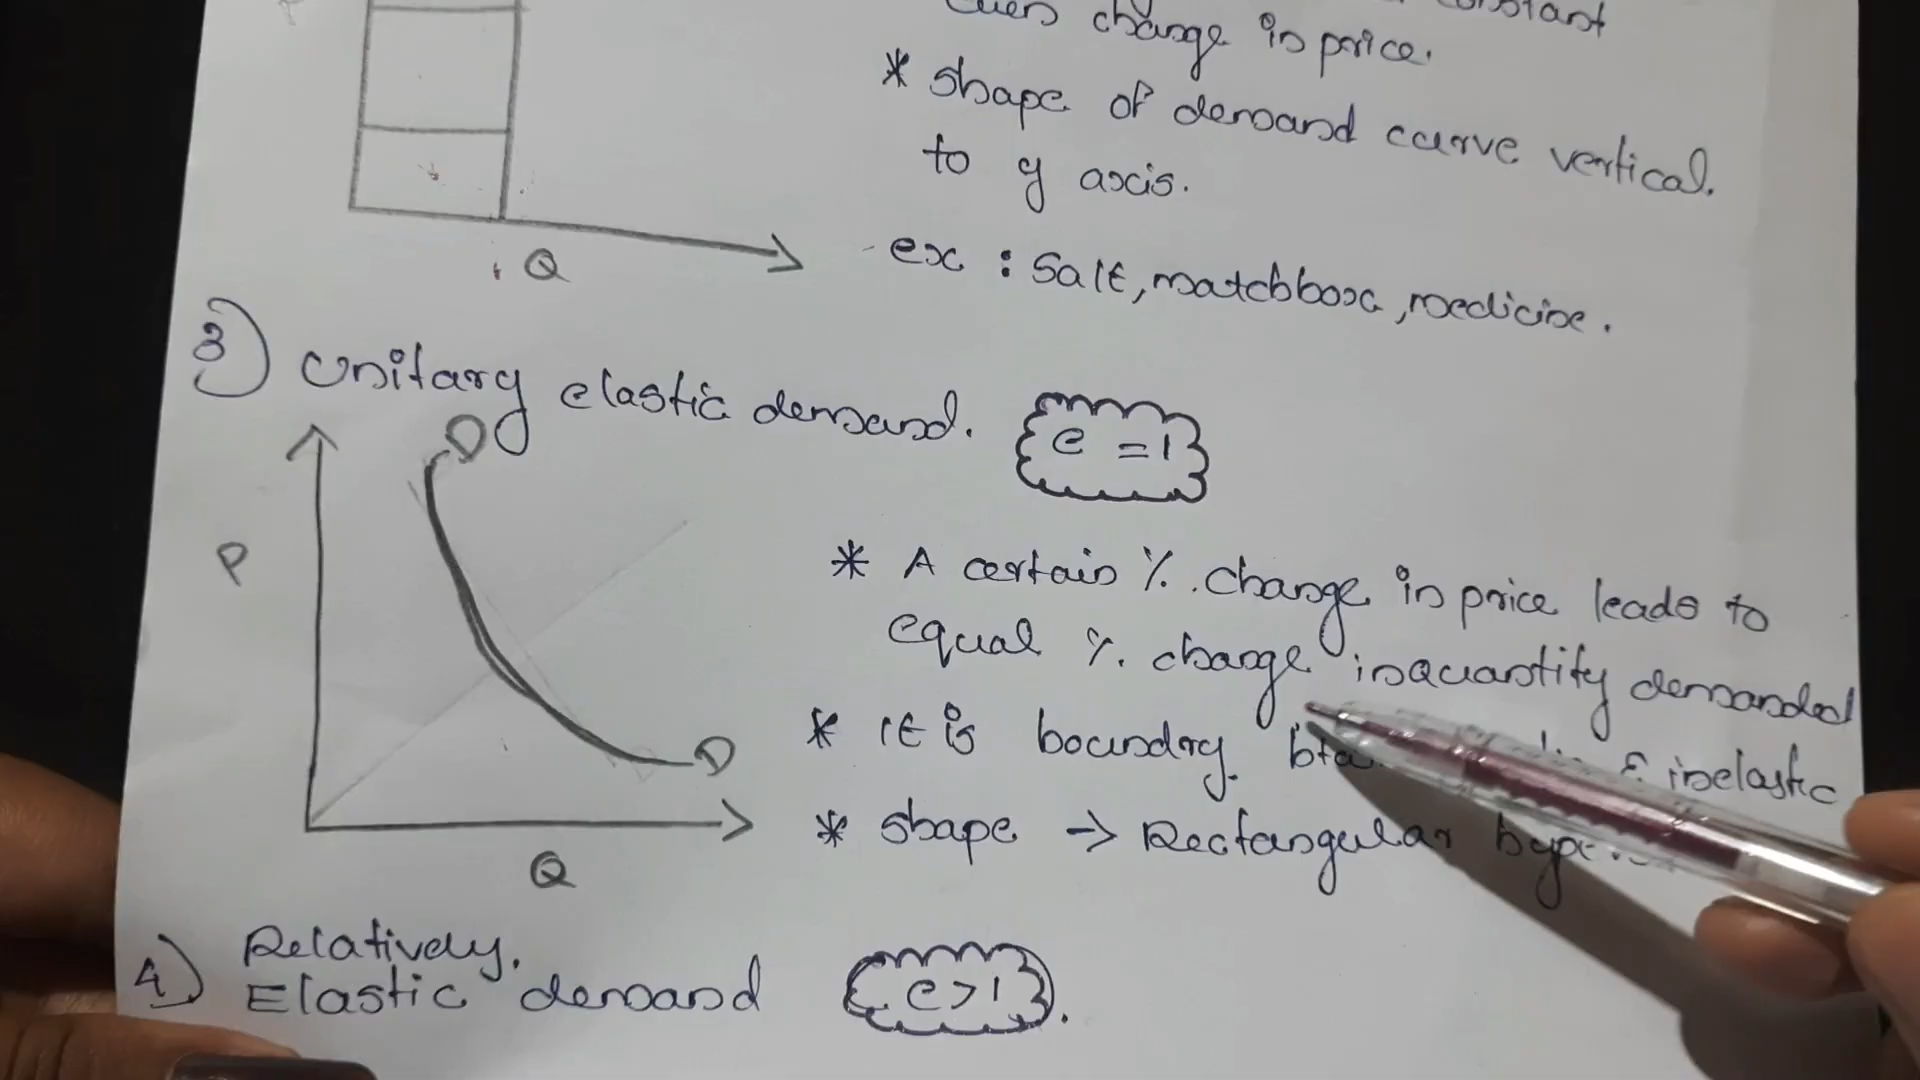 change in price.
* shape of demand curve vertical.
to y axis.
Q
ex : Salt, matchbox, medicine.
3) Unitary elastic demand.
e = 1
D
P
* A certain %. change in price leads to
equal %. change in quantity demanded
* It is boundry & inelastic
D
* shape -> Rectangular
Q
4) Relatively.
Elastic demand
e > 1